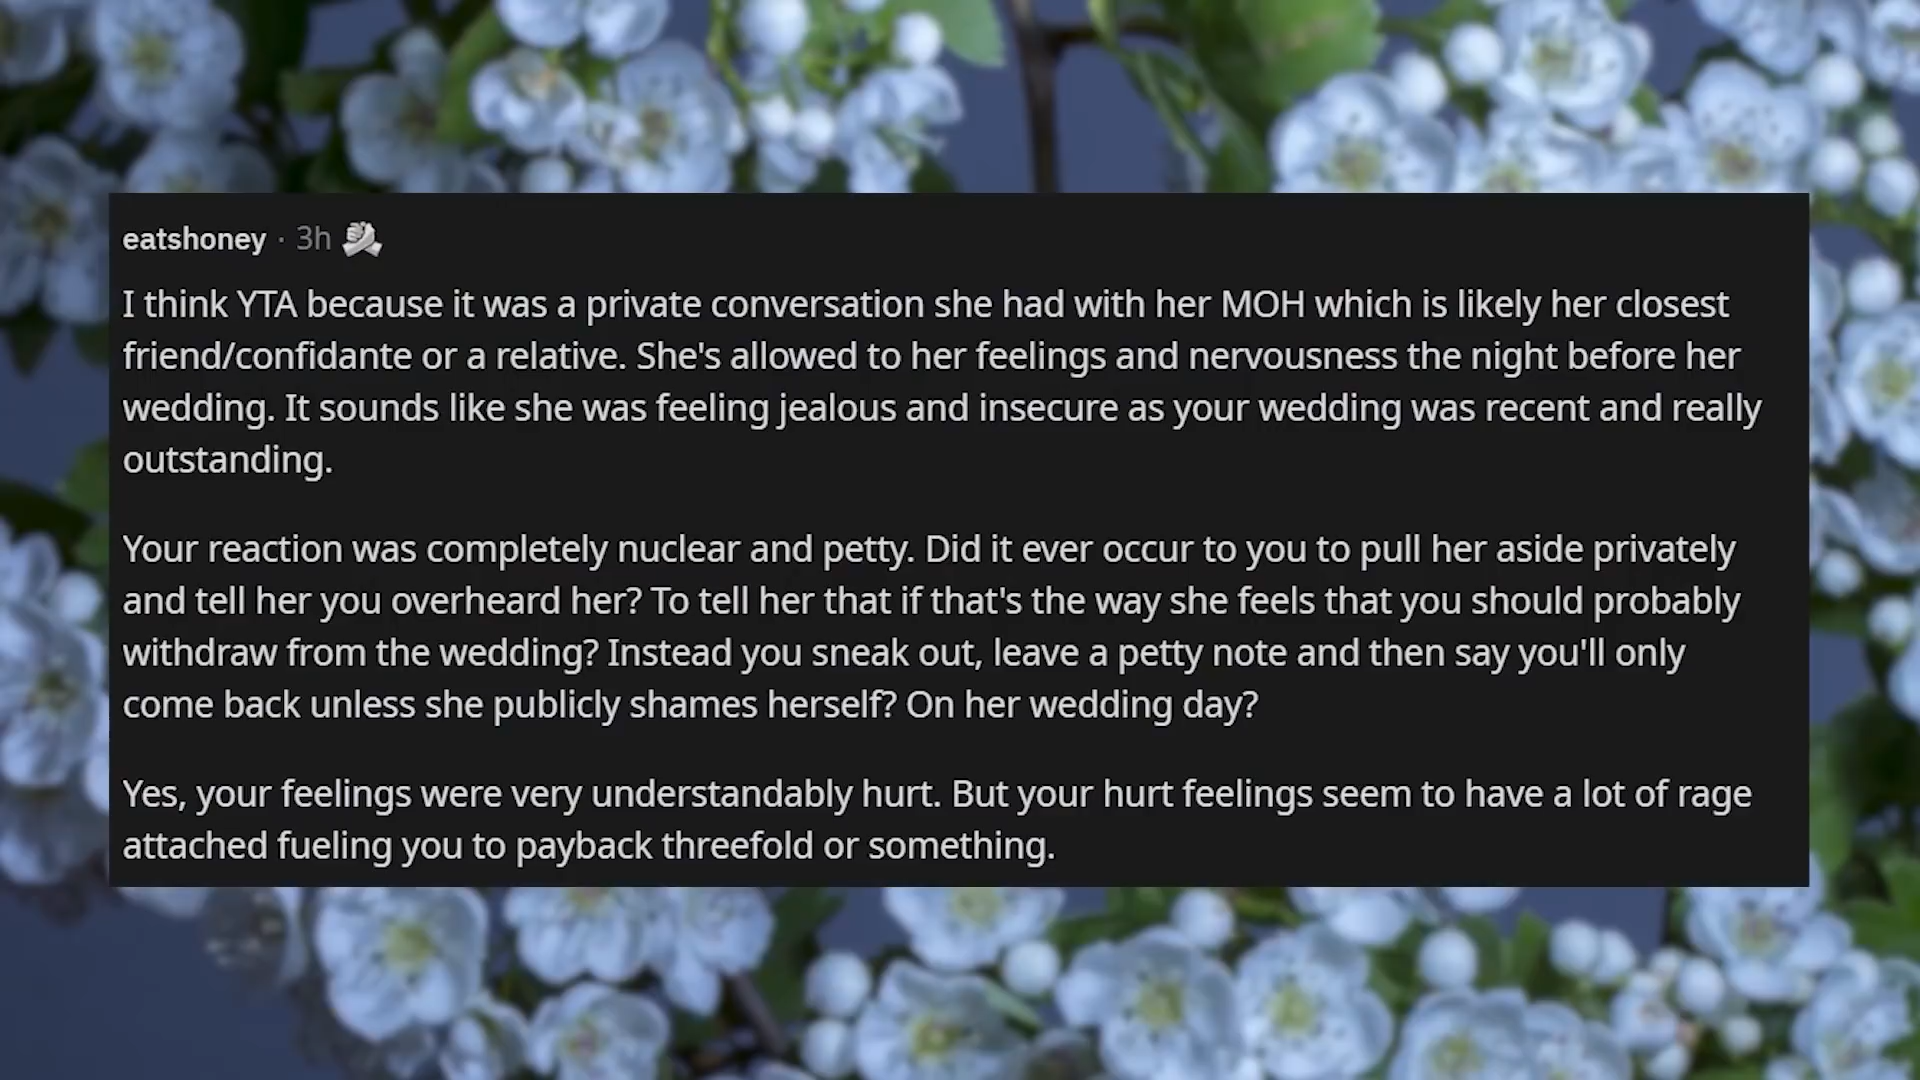 eatshoney · 3h
I think YTA because it was a private conversation she had with her MOH which is likely her closest
friend/confidante or a relative. She's allowed to her feelings and nervousness the night before her
wedding. It sounds like she was feeling jealous and insecure as your wedding was recent and really
outstanding.
Your reaction was completely nuclear and petty. Did it ever occur to you to pull her aside privately
and tell her you overheard her? To tell her that if that's the way she feels that you should probably
withdraw from the wedding? Instead you sneak out, leave a petty note and then say you'll only
come back unless she publicly shames herself? On her wedding day?
Yes, your feelings were very understandably hurt. But your hurt feelings seem to have a lot of rage
attached fueling you to payback threefold or something.